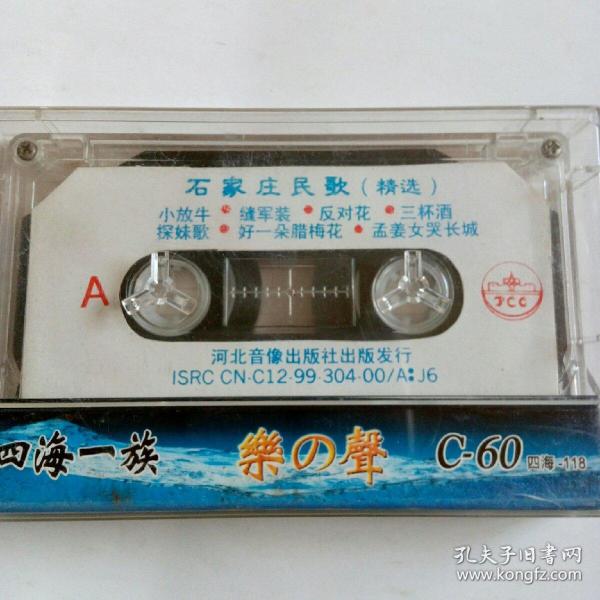 石家庄民歌(精选)
小放牛•缝军装•反对花•三杯酒
探妹歌•好一朵腊梅花•孟姜女哭长城
A
JCC
河北音像出版社出版发行
ISRC CN·C12·99·304·00/A:J6
四海一族 樂の聲 C-60 四海-118
孔夫子旧书网
www.kongfz.com